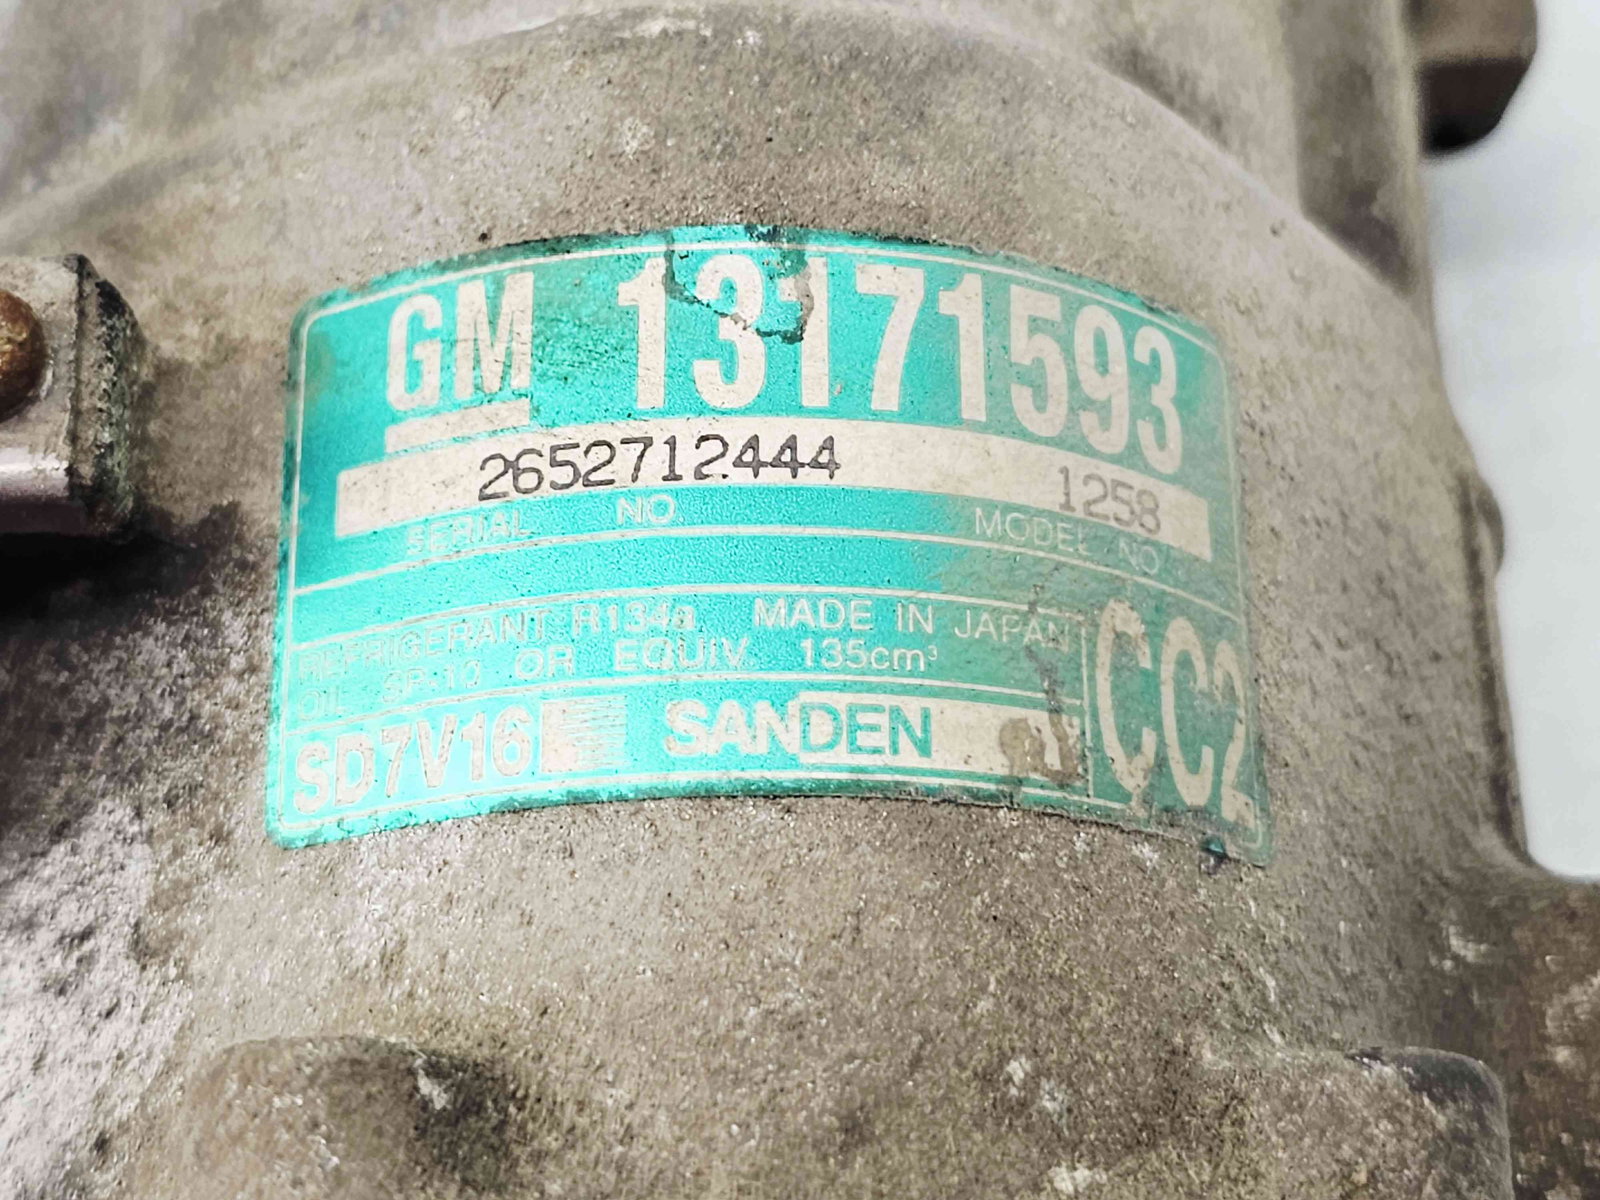 GM 13171593
2652712444 1258
SERIAL NO. MODEL NO
REFRIGERANT R134a MADE IN JAPAN
OIL SP-10 OR EQUIV. 135cm³
SD7V16 SANDEN
CC2